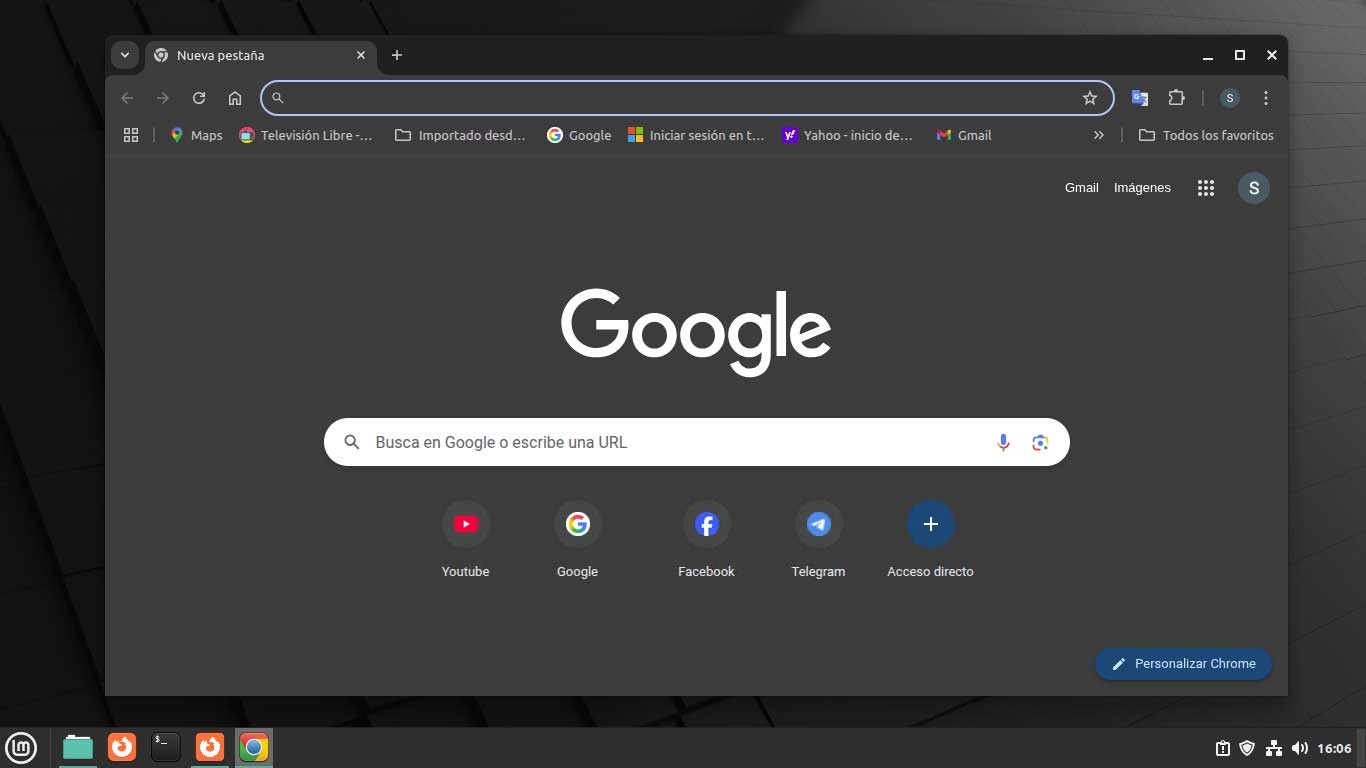 Nueva pestaña
Maps
Televisión Libre -...
Importado desd...
Google
Iniciar sesión en t...
Yahoo - inicio de...
Gmail
Todos los favoritos
Gmail
Imágenes
S
S
Google
Busca en Google o escribe una URL
Youtube
Google
Facebook
Telegram
Acceso directo
Personalizar Chrome
$_
16:06